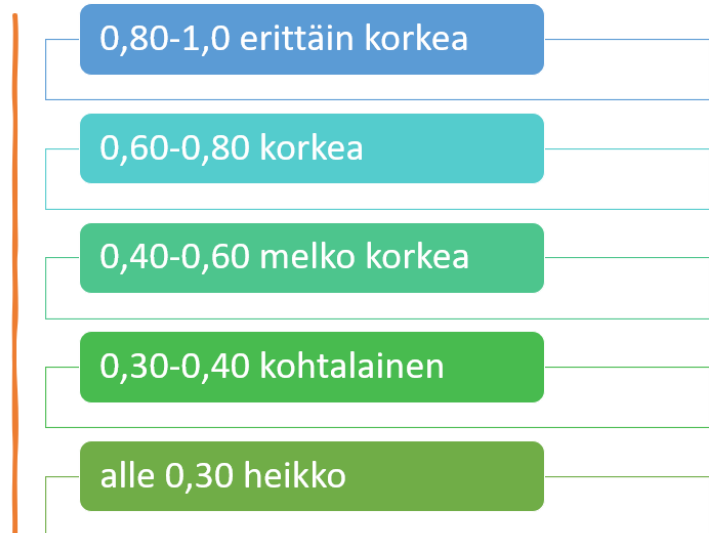 0,80-1,0 erittäin korkea
0,60-0,80 korkea
0,40-0,60 melko korkea
0,30-0,40 kohtalainen
alle 0,30 heikko